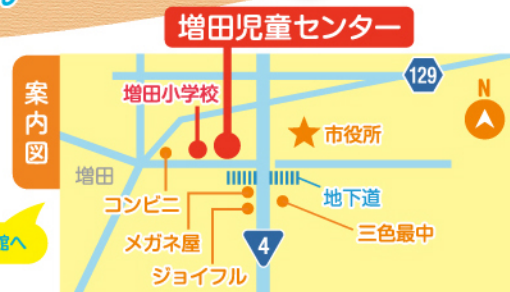 増田児童センター
案内図
129
N
増田小学校
市役所
増田
コンビニ
地下道
館へ
メガネ屋
三色最中
4
ジョイフル